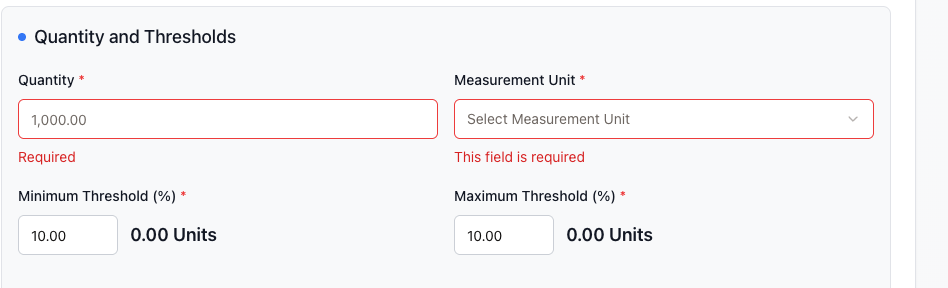 Quantity and Thresholds
Quantity *
Measurement Unit *
1,000.00
Select Measurement Unit
Required
This field is required
Minimum Threshold (%) *
Maximum Threshold (%) *
10.00 0.00 Units
10.00 0.00 Units